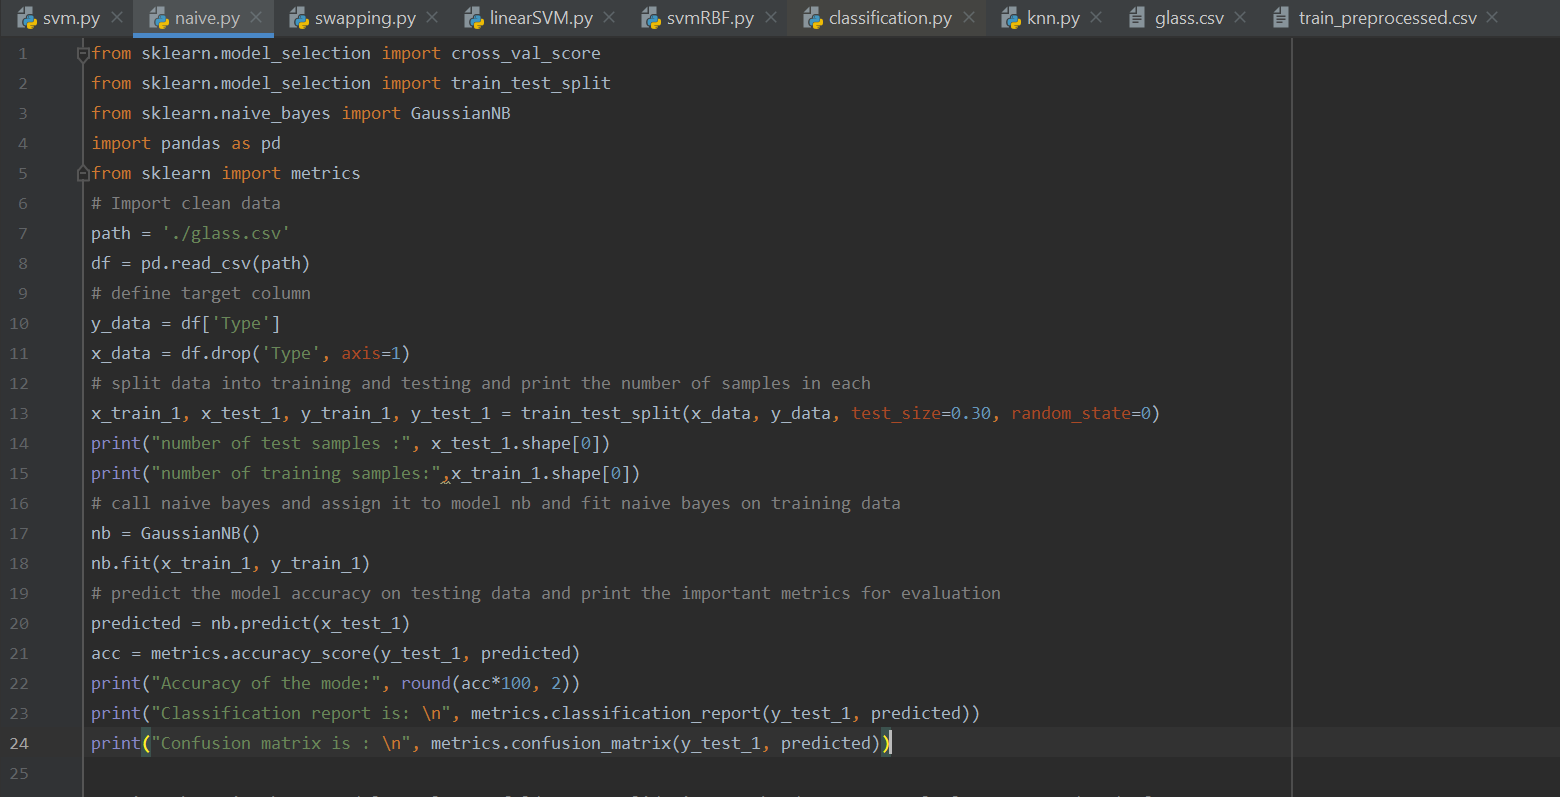 svm.py naive.py swapping.py linearSVM.py svmRBF.py classification.py knn.py glass.csv train_preprocessed.csv
1 from sklearn.model_selection import cross_val_score
2 from sklearn.model_selection import train_test_split
3 from sklearn.naive_bayes import GaussianNB
4 import pandas as pd
5 from sklearn import metrics
6 # Import clean data
7 path = './glass.csv'
8 df = pd.read_csv(path)
9 # define target column
10 y_data = df['Type']
11 x_data = df.drop('Type', axis=1)
12 # split data into training and testing and print the number of samples in each
13 x_train_1, x_test_1, y_train_1, y_test_1 = train_test_split(x_data, y_data, test_size=0.30, random_state=0)
14 print("number of test samples :", x_test_1.shape[0])
15 print("number of training samples:",x_train_1.shape[0])
16 # call naive bayes and assign it to model nb and fit naive bayes on training data
17 nb = GaussianNB()
18 nb.fit(x_train_1, y_train_1)
19 # predict the model accuracy on testing data and print the important metrics for evaluation
20 predicted = nb.predict(x_test_1)
21 acc = metrics.accuracy_score(y_test_1, predicted)
22 print("Accuracy of the mode:", round(acc*100, 2))
23 print("Classification report is: \n", metrics.classification_report(y_test_1, predicted))
24 print("Confusion matrix is : \n", metrics.confusion_matrix(y_test_1, predicted))
25